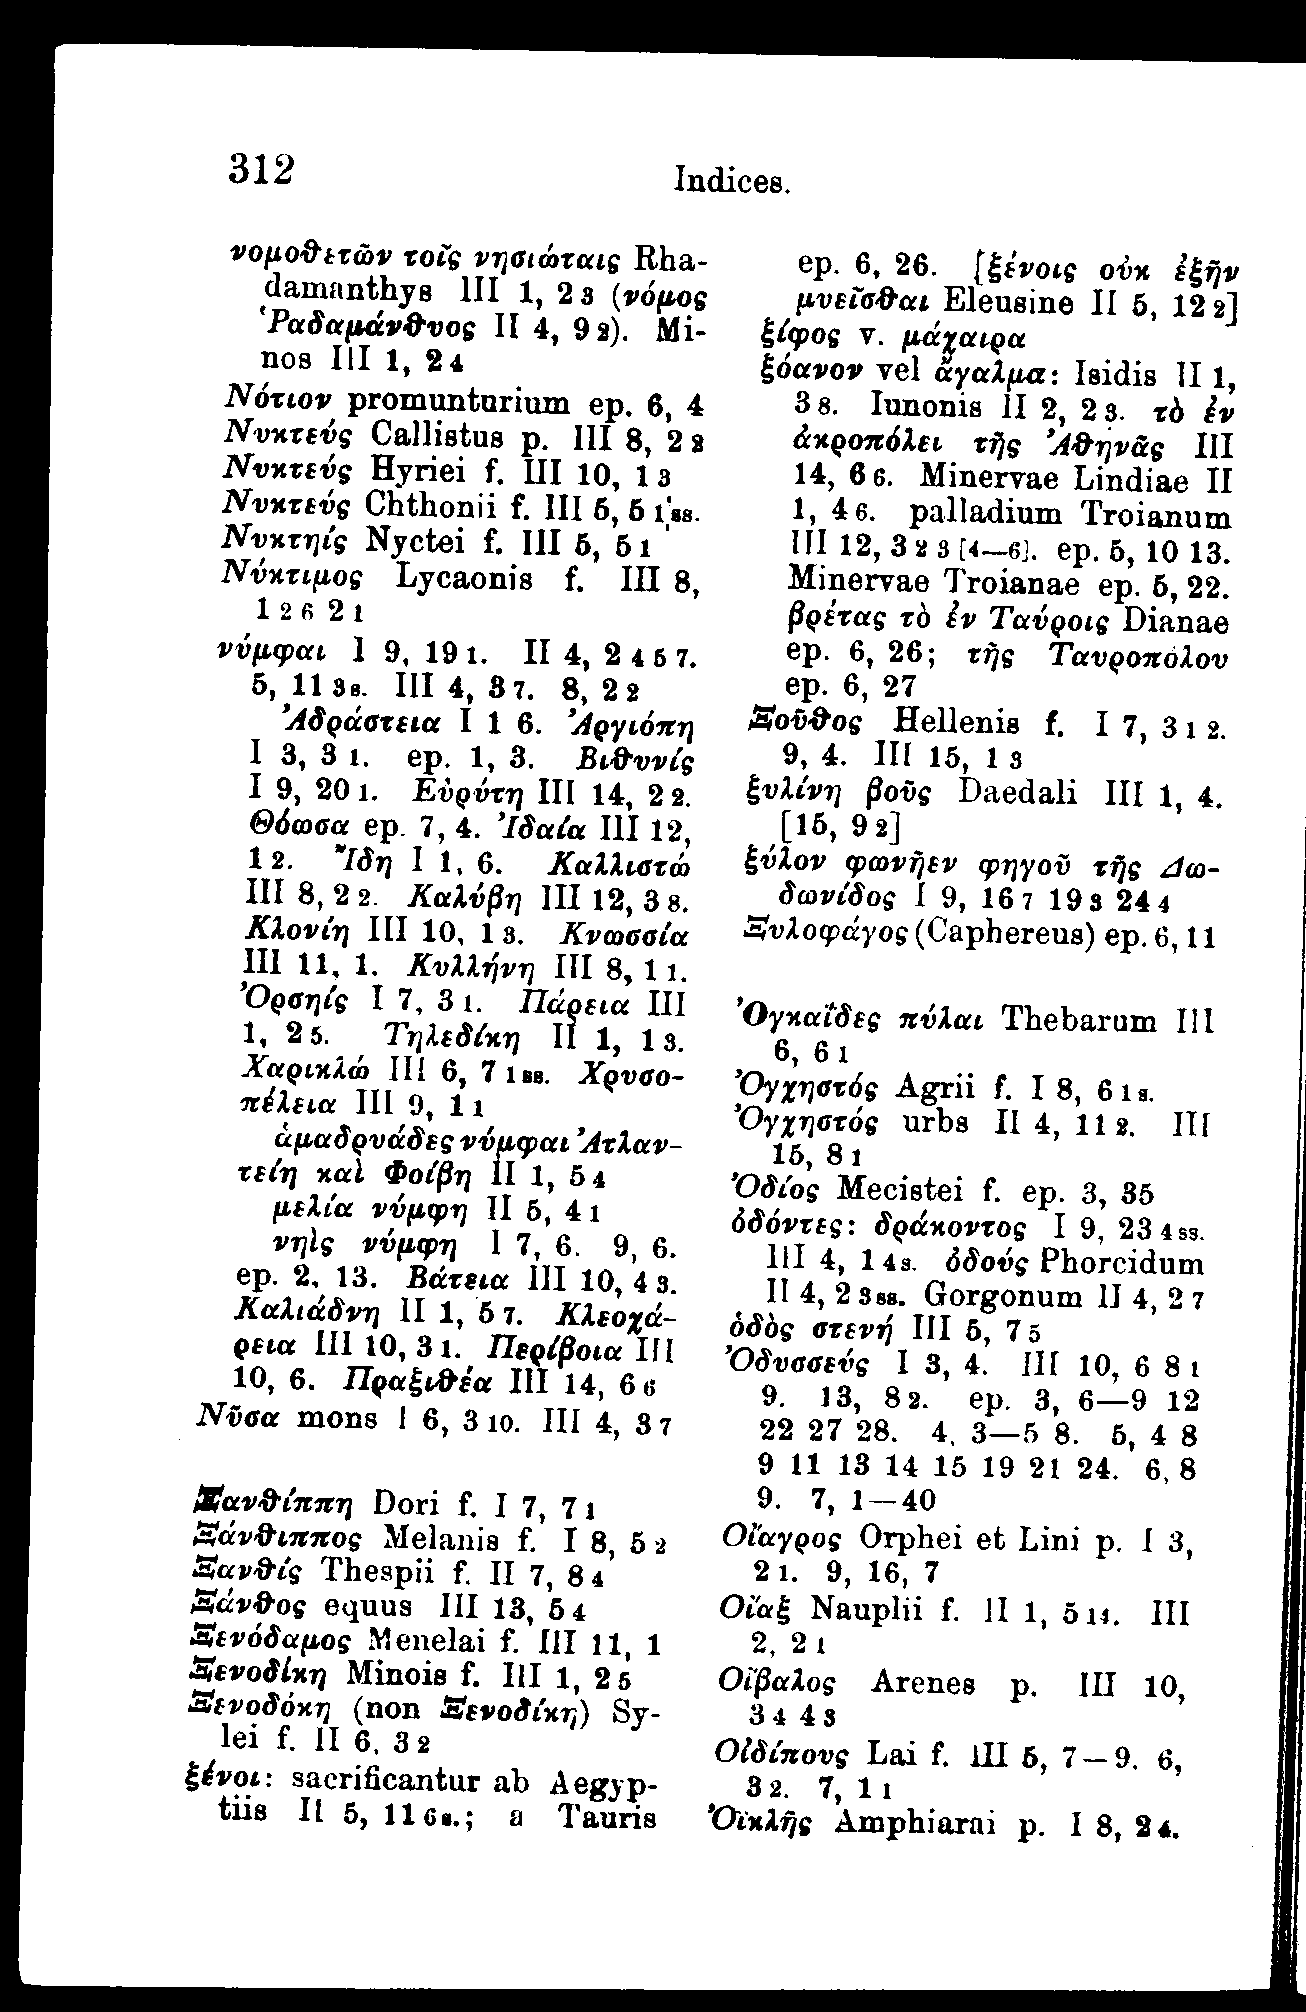 312
Indices.
νομοθετῶν τοῖς νησιώταις Rha-
damanthys III 1, 2 3 (νόμος
Ῥαδαμάνθυος II 4, 9 2). Mi-
nos III 1, 2 4
Νότιον promunturium ep. 6, 4
Νυκτεύς Callistus p. III 8, 2 2
Νυκτεύς Hyriei f. III 10, 1 3
Νυκτεύς Chthonii f. III 5, 5 1 ss.
Νυκτηίς Nyctei f. III 5, 5 1
Νύκτιμος Lycaonis f. III 8,
1 2 6 2 1
νύμφαι I 9, 19 1. II 4, 2 4 5 7.
5, 11 3 s. III 4, 3 7. 8, 2 2
Ἀδράστεια I 1 6. Ἀργιόπη
I 3, 3 1. ep. 1, 3. Βιθυνίς
I 9, 20 1. Εὐρύτη III 14, 2 2.
Θόωσα ep. 7, 4. Ἰδαία III 12,
1 2. Ἴδη I 1, 6. Καλλιστώ
III 8, 2 2. Καλύβη III 12, 3 8.
Κλονίη III 10, 1 3. Κνωσσία
III 11, 1. Κυλλήνη III 8, 1 1.
Ὀρσηίς I 7, 3 1. Πάρεια III
1, 2 5. Τηλεδίκη II 1, 1 3.
Χαρικλώ III 6, 7 1 ss. Χρυσο-
πέλεια III 9, 1 1
ἁμαδρυάδες νύμφαι Ἀτλαν-
τείη καὶ Φοίβη II 1, 5 4
μελία νύμφη II 5, 4 1
νηὶς νύμφη I 7, 6. 9, 6.
ep. 2, 13. Βάτεια III 10, 4 3.
Καλιάδνη II 1, 5 7. Κλεοχά-
ρεια III 10, 3 1. Περίβοια III
10, 6. Πραξιθέα III 14, 6 6
Νῦσα mons I 6, 3 10. III 4, 3 7
Ξανθίππη Dori f. I 7, 7 1
Ξάνθιππος Melanis f. I 8, 5 2
Ξανθίς Thespii f. II 7, 8 4
Ξάνθος equus III 13, 5 4
Ξενόδαμος Menelai f. III 11, 1
Ξενοδίκη Minois f. III 1, 2 5
Ξενοδόκη (non Ξενοδίκη) Sy-
lei f. II 6, 3 2
ξένοι: sacrificantur ab Aegyp-
tiis II 5, 11 6 s.; a Tauris
ep. 6, 26. [ξένοις οὐκ ἐξῆν
μυεῖσθαι Eleusine II 5, 12 2]
ξίφος v. μάχαιρα
ξόανον vel ἄγαλμα: Isidis II 1,
3 8. Iunonis II 2, 2 3. τὸ ἐν
ἀκροπόλει τῆς Ἀθηνᾶς III
14, 6 6. Minervae Lindiae II
1, 4 6. palladium Troianum
III 12, 3 2 3 [4—6]. ep. 5, 10 13.
Minervae Troianae ep. 5, 22.
βρέτας τὸ ἐν Ταύροις Dianae
ep. 6, 26; τῆς Ταυροπόλου
ep. 6, 27
Ξοῦθος Hellenis f. I 7, 3 1 2.
9, 4. III 15, 1 3
ξυλίνη βοῦς Daedali III 1, 4.
[15, 9 2]
ξύλον φωνῆεν φηγοῦ τῆς Δω-
δωνίδος I 9, 16 7 19 3 24 4
Ξυλοφάγος (Caphereus) ep. 6, 11
Ὀγκαΐδες πύλαι Thebarum III
6, 6 1
Ὀγχηστός Agrii f. I 8, 6 1 s.
Ὀγχηστός urbs II 4, 11 2. III
15, 8 1
Ὀδίος Mecistei f. ep. 3, 35
ὀδόντες: δράκοντος I 9, 23 4 ss.
III 4, 1 4 s. ὀδούς Phorcidum
II 4, 2 3 ss. Gorgonum II 4, 2 7
ὁδὸς στενή III 5, 7 5
Ὀδυσσεύς I 3, 4. III 10, 6 8 1
9. 13, 8 2. ep. 3, 6—9 12
22 27 28. 4, 3—5 8. 5, 4 8
9 11 13 14 15 19 21 24. 6, 8
9. 7, 1—40
Οἴαγρος Orphei et Lini p. I 3,
2 1. 9, 16, 7
Οἴαξ Nauplii f. II 1, 5 14. III
2, 2 1
Οἴβαλος Arenes p. III 10,
3 4 4 3
Οἰδίπους Lai f. III 5, 7—9. 6,
3 2. 7, 1 1
Ὀϊκλῆς Amphiarai p. I 8, 2 4.